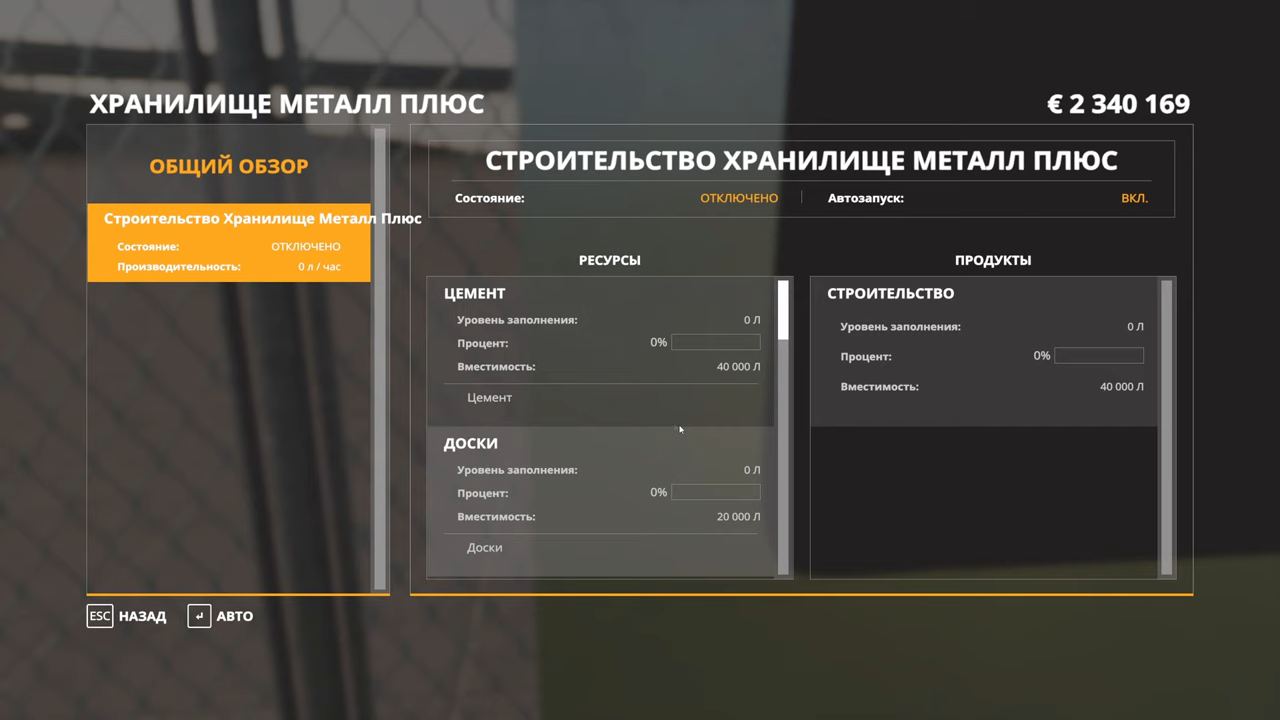 ХРАНИЛИЩЕ МЕТАЛЛ ПЛЮС
€ 2 340 169
ОБЩИЙ ОБЗОР
Строительство Хранилище Металл Плюс
Состояние: ОТКЛЮЧЕНО
Производительность: 0 л / час
СТРОИТЕЛЬСТВО ХРАНИЛИЩЕ МЕТАЛЛ ПЛЮС
Состояние: ОТКЛЮЧЕНО Автозапуск: ВКЛ.
РЕСУРСЫ
ЦЕМЕНТ
Уровень заполнения: 0 Л
Процент: 0%
Вместимость: 40 000 Л
Цемент
ДОСКИ
Уровень заполнения: 0 Л
Процент: 0%
Вместимость: 20 000 Л
Доски
ПРОДУКТЫ
СТРОИТЕЛЬСТВО
Уровень заполнения: 0 Л
Процент: 0%
Вместимость: 40 000 Л
ESC НАЗАД ↵ АВТО